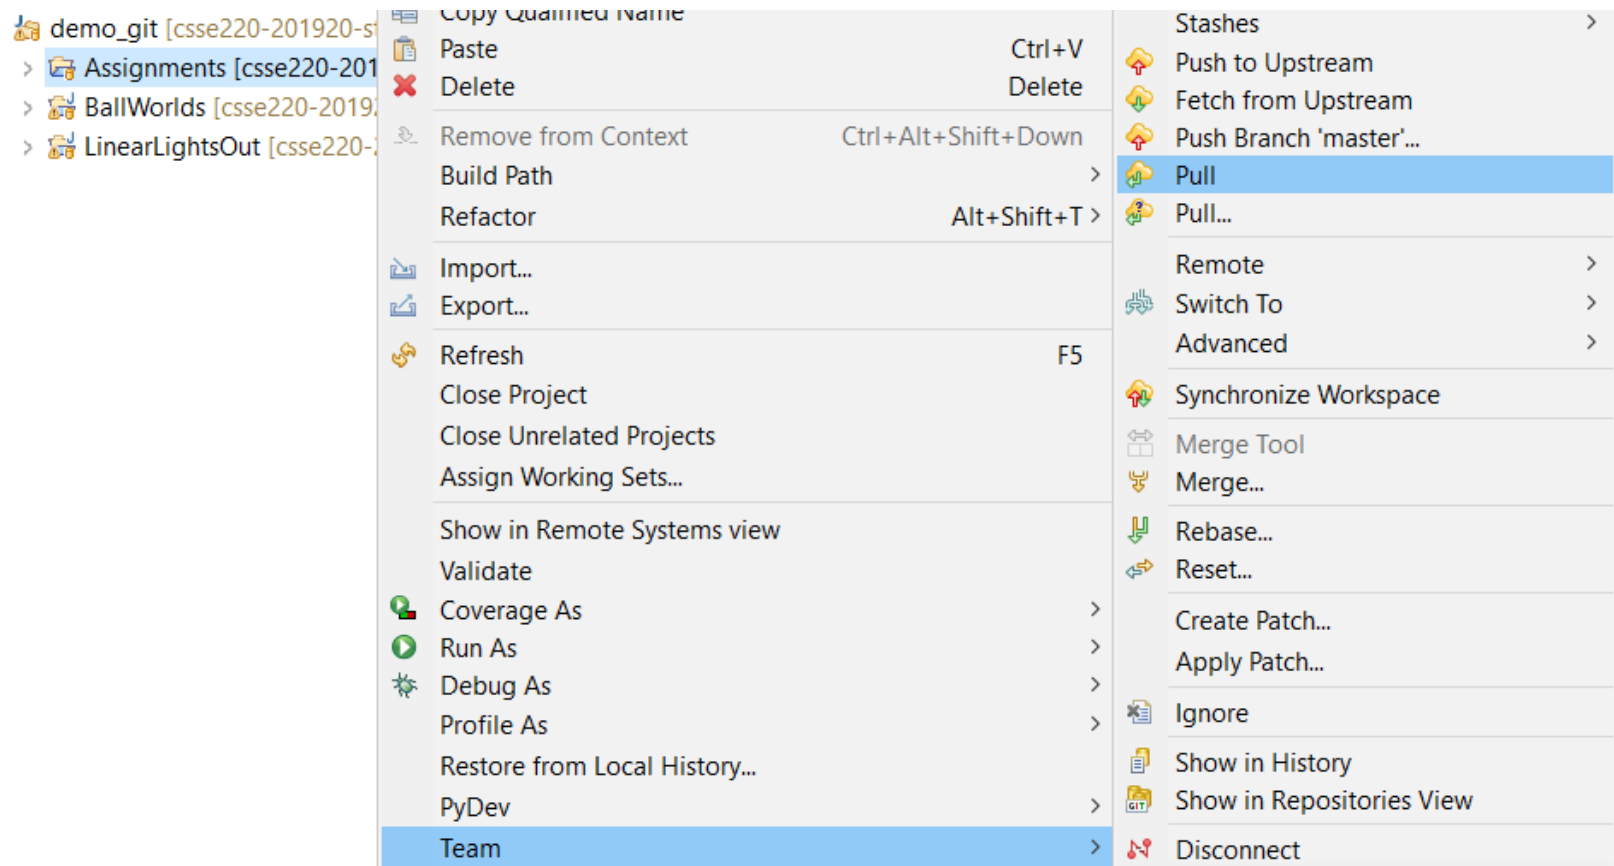 demo_git [csse220-201920-
Assignments [csse220-201
BallWorlds [csse220-2019
LinearLightsOut [csse220-
Copy Qualified Name
Paste Ctrl+V
Delete Delete
Remove from Context Ctrl+Alt+Shift+Down
Build Path
Refactor Alt+Shift+T
Import...
Export...
Refresh F5
Close Project
Close Unrelated Projects
Assign Working Sets...
Show in Remote Systems view
Validate
Coverage As
Run As
Debug As
Profile As
Restore from Local History...
PyDev
Team
Stashes
Push to Upstream
Fetch from Upstream
Push Branch 'master'...
Pull
Pull...
Remote
Switch To
Advanced
Synchronize Workspace
Merge Tool
Merge...
Rebase...
Reset...
Create Patch...
Apply Patch...
Ignore
Show in History
GIT Show in Repositories View
Disconnect